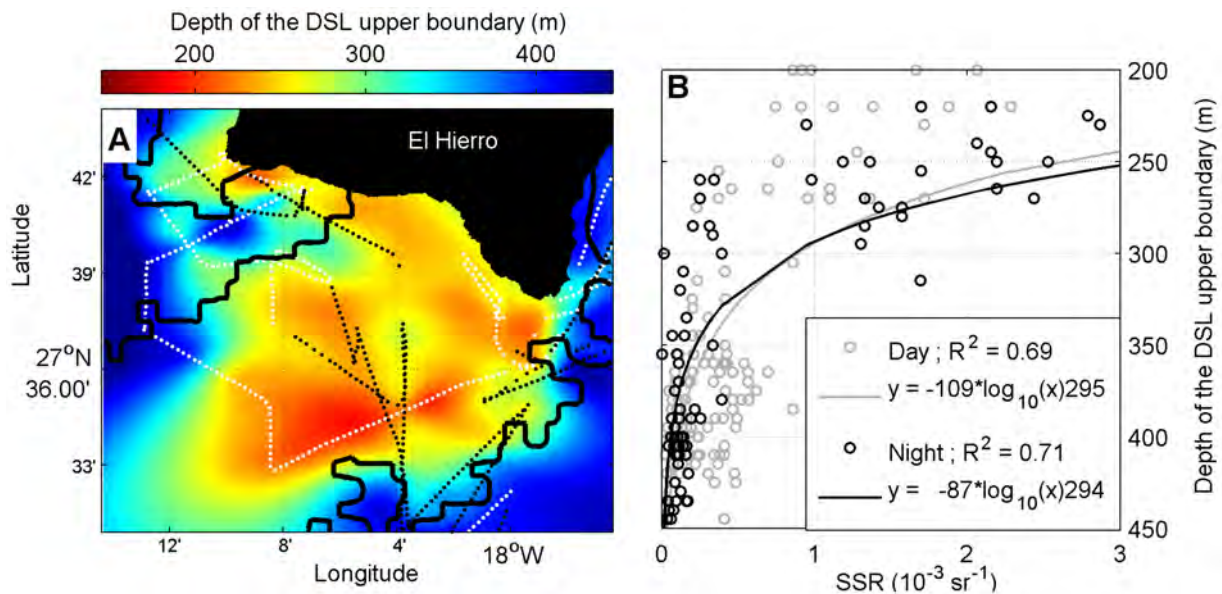 Depth of the DSL upper boundary (m)
200 300 400
A
El Hierro
42'
39'
27°N
36.00'
33'
Latitude
12' 8' 4' 18°W
Longitude
B
200
250
300
350
400
450
Depth of the DSL upper boundary (m)
Day ; R² = 0.69
y = -109*log₁₀(x)295
Night ; R² = 0.71
y = -87*log₁₀(x)294
0 1 2 3
SSR (10⁻³ sr⁻¹)